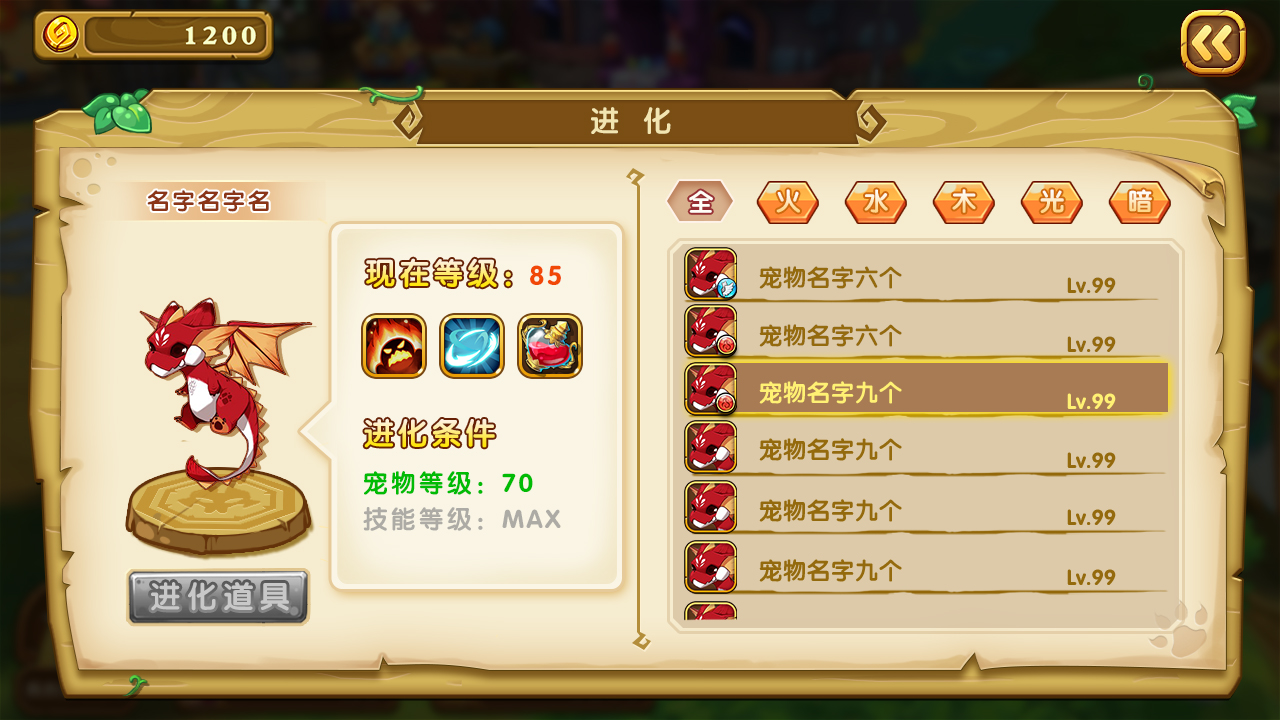 1200
进 化
名字名字名
现在等级：85
进化条件
宠物等级：70
技能等级：MAX
进化道具
全 火 水 木 光 暗
宠物名字六个 Lv.99
宠物名字六个 Lv.99
宠物名字九个 Lv.99
宠物名字九个 Lv.99
宠物名字九个 Lv.99
宠物名字九个 Lv.99